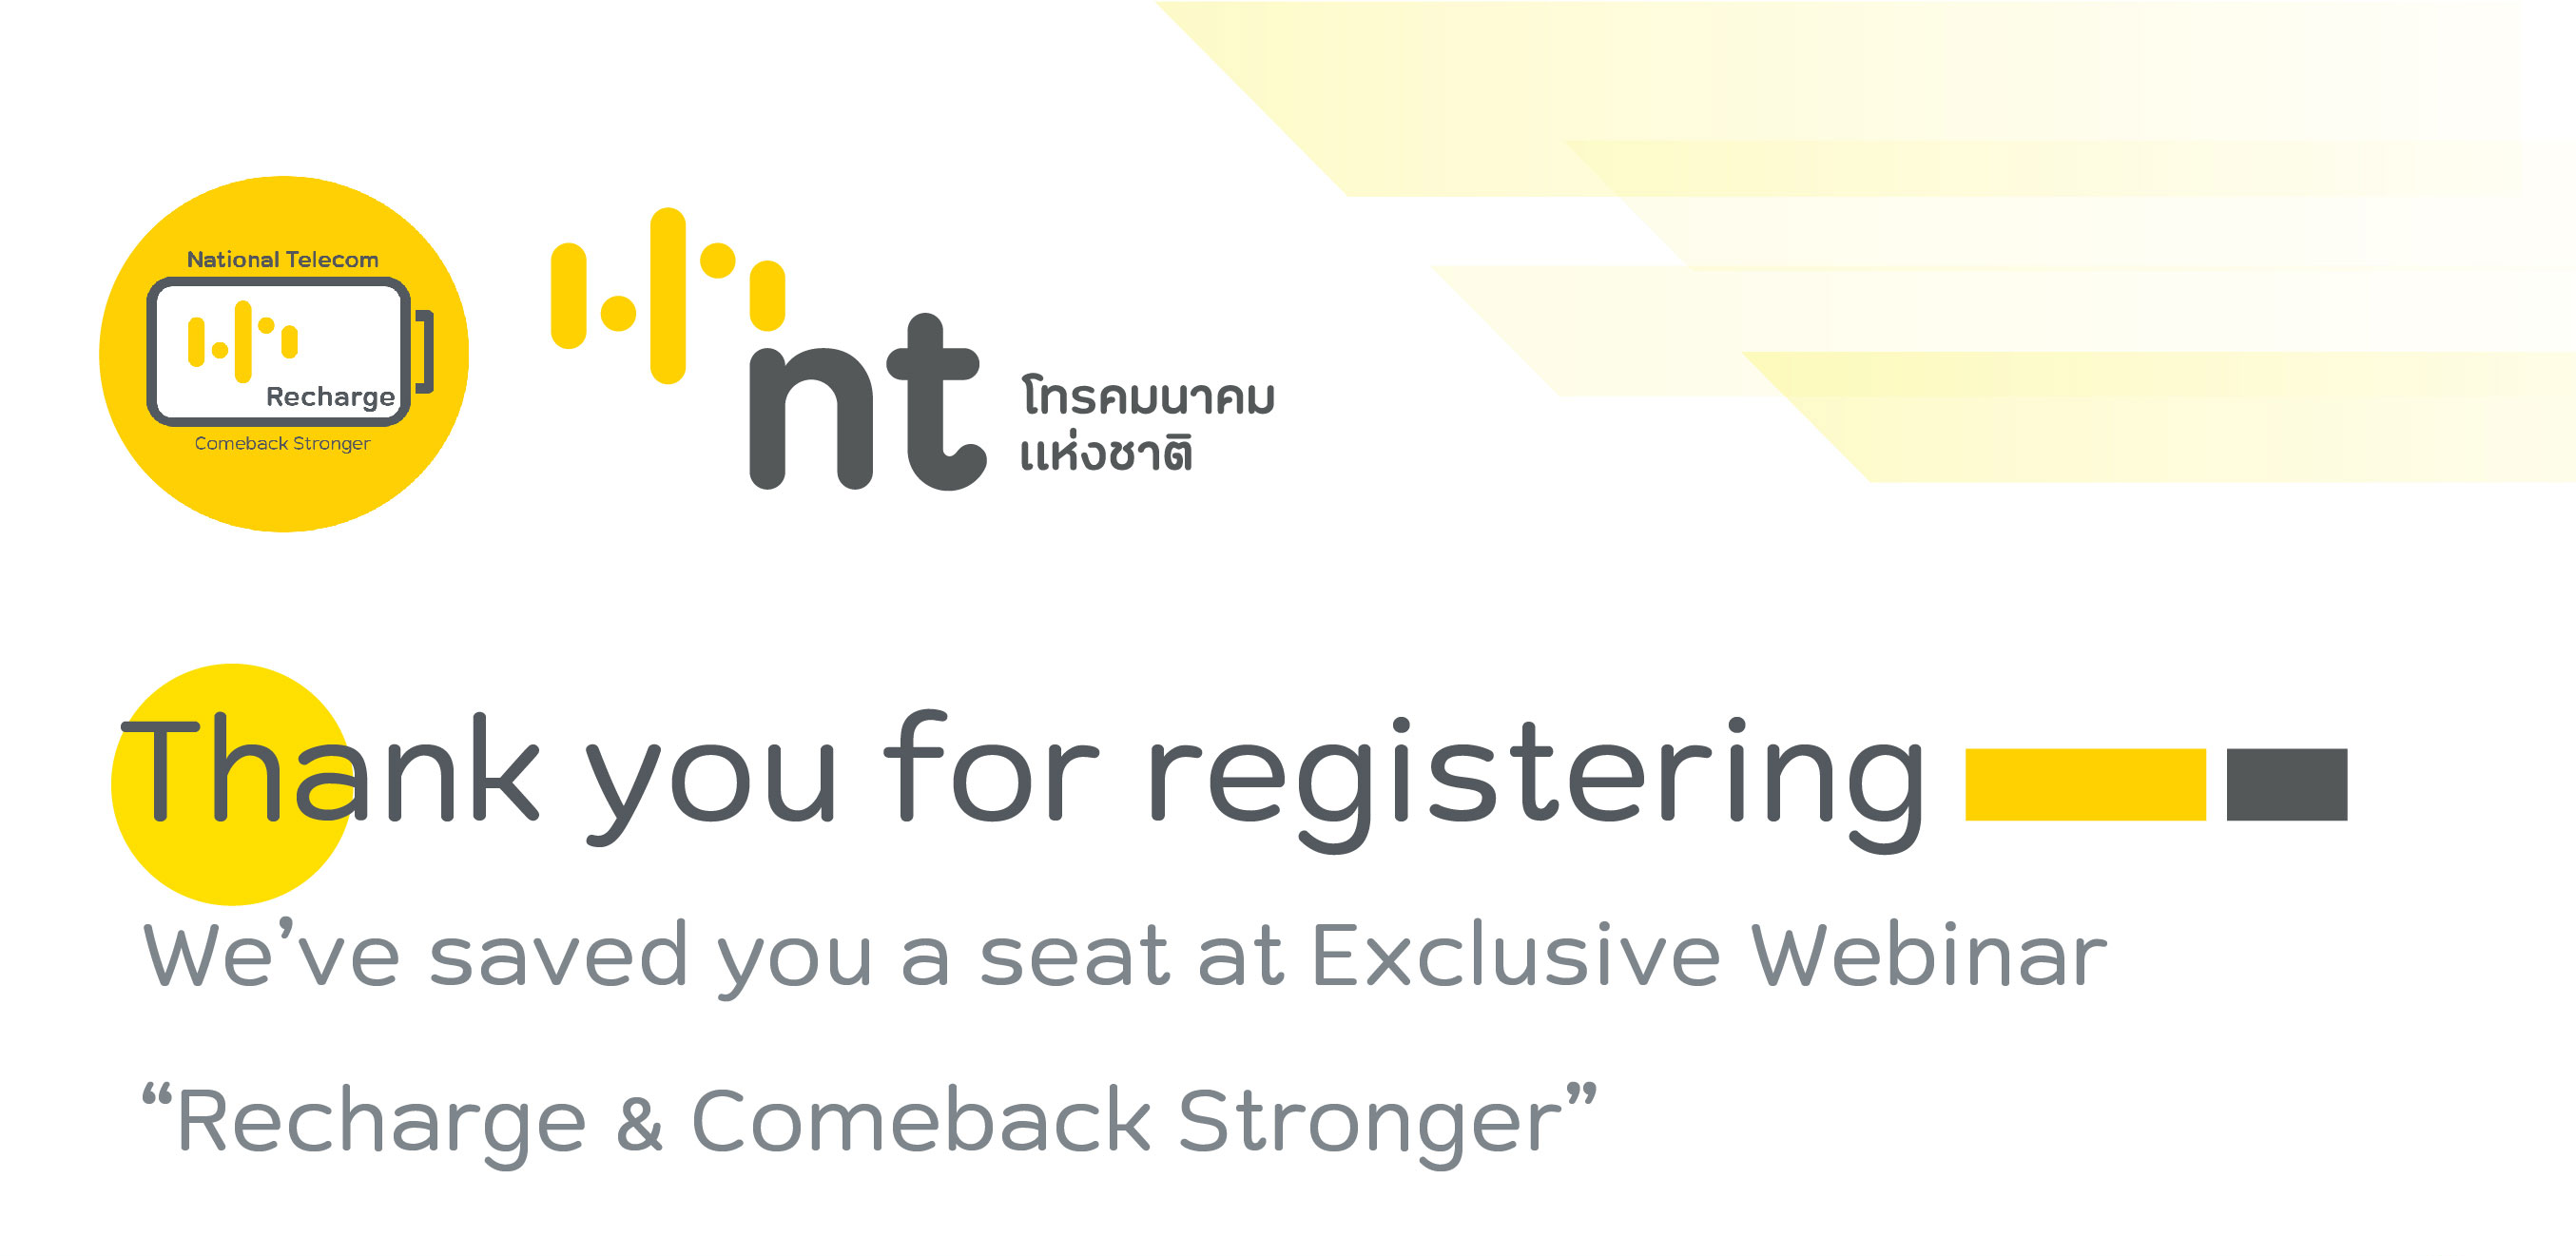 National Telecom
Recharge
Comeback Stronger
nt
โทรคมนาคม
แห่งชาติ
Thank you for registering
We’ve saved you a seat at Exclusive Webinar
“Recharge & Comeback Stronger”